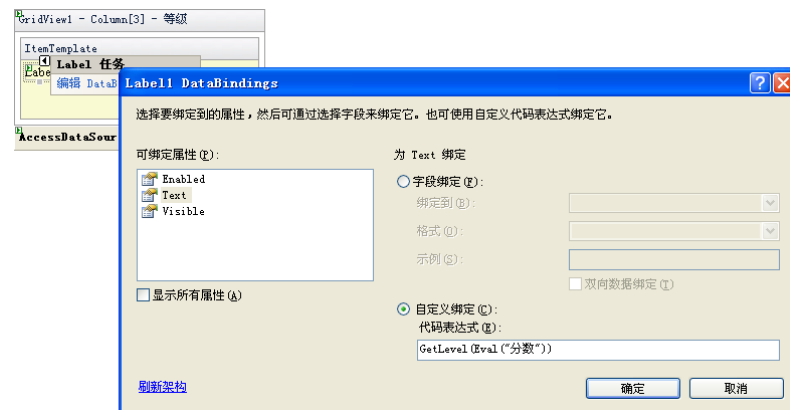 GridView1 - Column[3] - 等级
ItemTemplate
Label 任务
编辑 DataB
AccessDataSour
Label1 DataBindings
选择要绑定到的属性，然后可通过选择字段来绑定它。也可使用自定义代码表达式绑定它。
可绑定属性(P):
Enabled
Text
Visible
显示所有属性(A)
为 Text 绑定
字段绑定(F):
绑定到(B):
格式(O):
示例(S):
双向数据绑定(T)
自定义绑定(C):
代码表达式(E):
GetLevel(Eval("分数"))
刷新架构
确定
取消